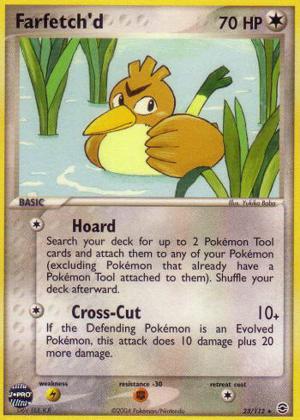 Farfetch'd 70 HP
BASIC
Illus. Yukiko Baba
Hoard
Search your deck for up to 2 Pokémon Tool
cards and attach them to any of your Pokémon
(excluding Pokémon that already have a
Pokémon Tool attached to them). Shuffle your
deck afterward.
Cross-Cut 10+
If the Defending Pokémon is an Evolved
Pokémon, this attack does 10 damage plus 20
more damage.
weakness resistance -30 retreat cost
©2004 Pokémon/Nintendo
23/112